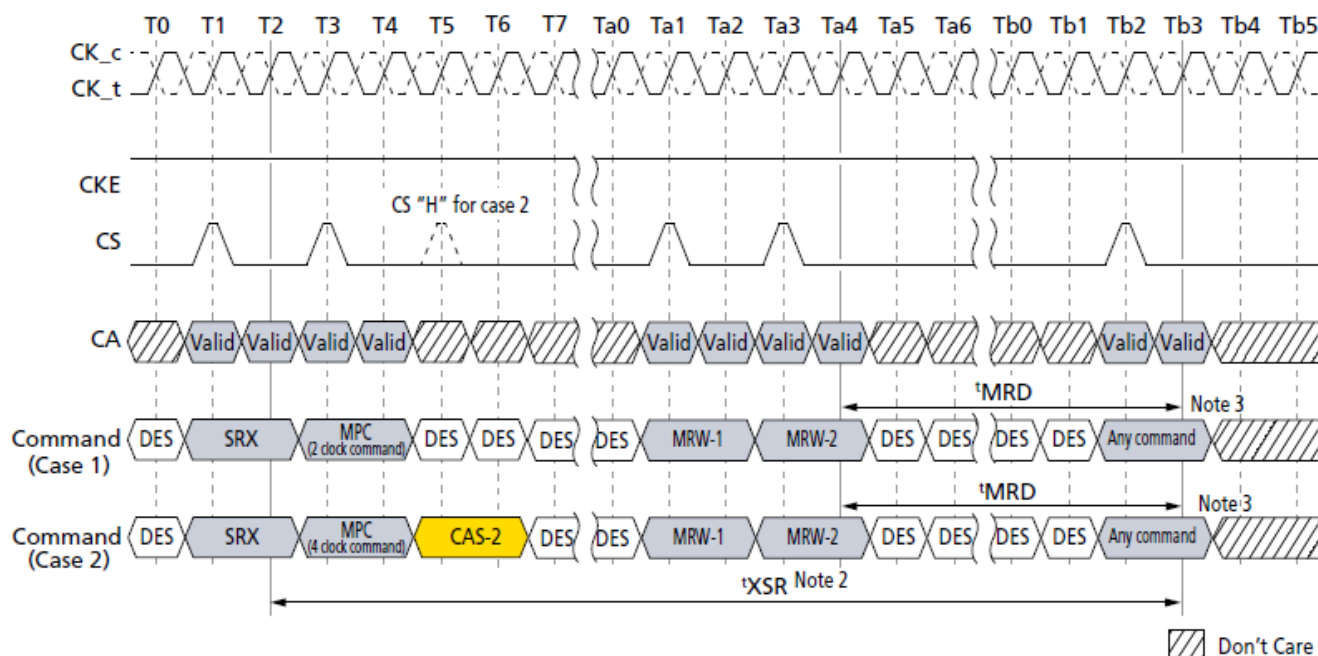 T0 T1 T2 T3 T4 T5 T6 T7 Ta0 Ta1 Ta2 Ta3 Ta4 Ta5 Ta6 Tb0 Tb1 Tb2 Tb3 Tb4 Tb5
CK_c
CK_t
CKE
CS "H" for case 2
CS
CA Valid Valid Valid Valid Valid Valid Valid Valid Valid Valid
tMRD Note 3
Command (Case 1) DES SRX MPC (2 clock command) DES DES DES DES MRW-1 MRW-2 DES DES DES DES Any command
tMRD Note 3
Command (Case 2) DES SRX MPC (4 clock command) CAS-2 DES DES MRW-1 MRW-2 DES DES DES DES Any command
tXSR Note 2
Don't Care